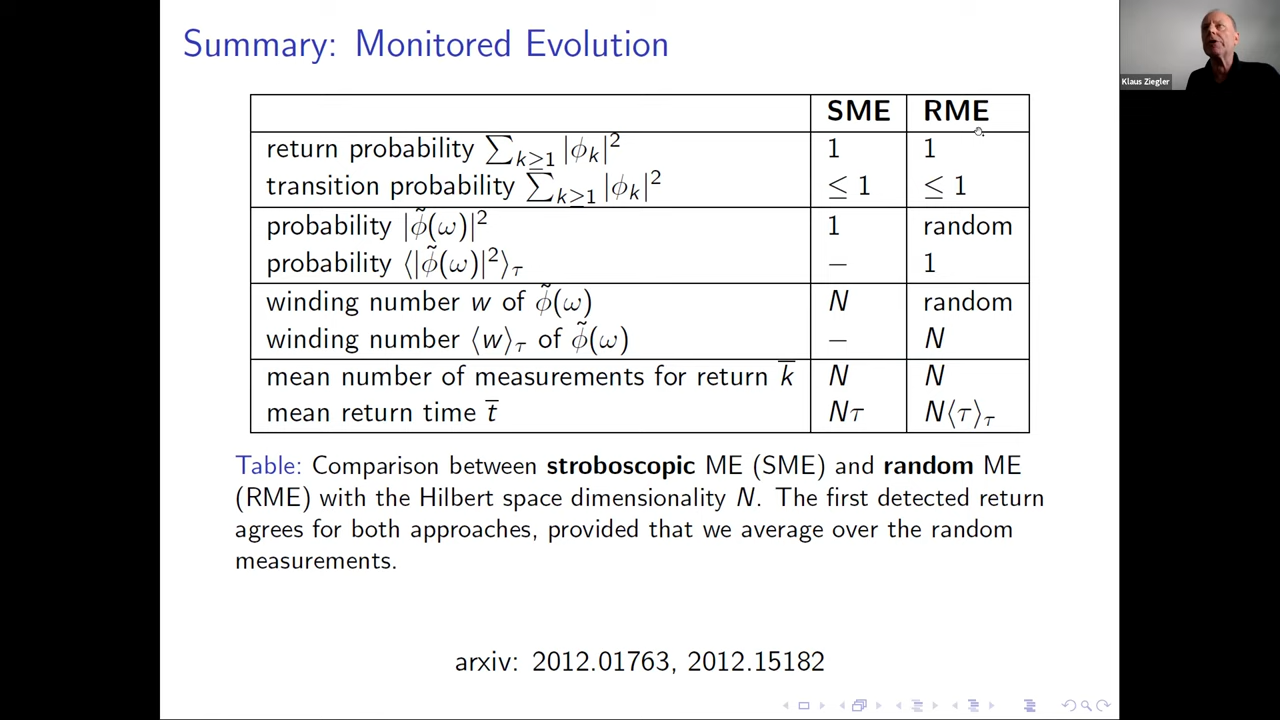 Summary: Monitored Evolution
Klaus Ziegler
SME RME
return probability ∑_{k≥1} |ϕ_k|² 1 1
transition probability ∑_{k≥1} |ϕ_k|² ≤ 1 ≤ 1
probability |ϕ̃(ω)|² 1 random
probability ⟨|ϕ̃(ω)|²⟩_τ − 1
winding number w of ϕ̃(ω) N random
winding number ⟨w⟩_τ of ϕ̃(ω) − N
mean number of measurements for return k̅ N N
mean return time t̅ Nτ N⟨τ⟩_τ
Table: Comparison between stroboscopic ME (SME) and random ME
(RME) with the Hilbert space dimensionality N. The first detected return
agrees for both approaches, provided that we average over the random
measurements.
arxiv: 2012.01763, 2012.15182